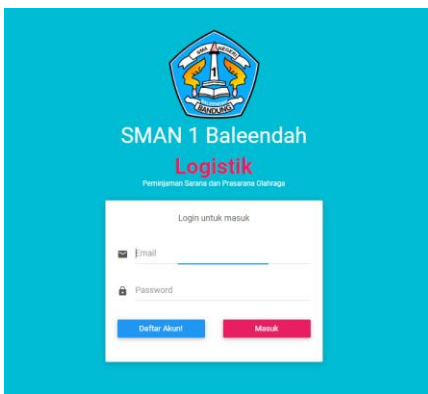 SMA NEGERI
1
BALEENDAH
BANDUNG
SMAN 1 Baleendah
Logistik
Peminjaman Sarana dan Prasarana Olahraga
Login untuk masuk
Email
Password
Daftar Akun! Masuk